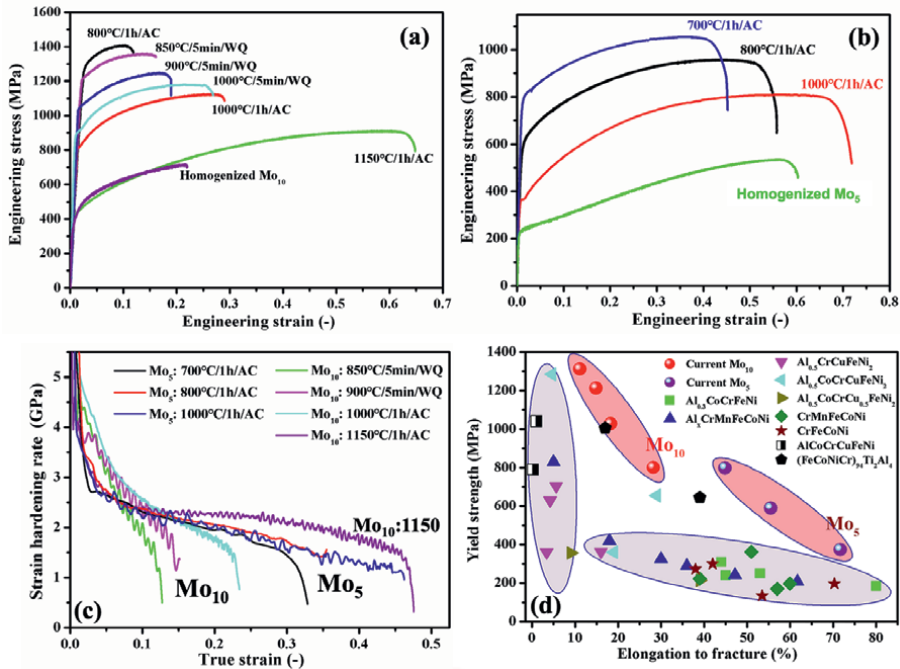 1600
1400
1200
1000
800
600
400
200
0
Engineering stress (MPa)
(a)
800°C/1h/AC
850°C/5min/WQ
900°C/5min/WQ
1000°C/5min/WQ
1000°C/1h/AC
1150°C/1h/AC
Homogenized Mo₁₀
0.0 0.1 0.2 0.3 0.4 0.5 0.6 0.7
Engineering strain (-)
1000
800
600
400
200
0
Engineering stress (MPa)
(b)
700°C/1h/AC
800°C/1h/AC
1000°C/1h/AC
Homogenized Mo₅
0.0 0.1 0.2 0.3 0.4 0.5 0.6 0.7 0.8
Engineering strain (-)
5
4
3
2
1
0
Strain hardening rate (GPa)
Mo₅: 700°C/1h/AC
Mo₅: 800°C/1h/AC
Mo₅: 1000°C/1h/AC
Mo₁₀: 850°C/5min/WQ
Mo₁₀: 900°C/5min/WQ
Mo₁₀: 1000°C/1h/AC
Mo₁₀: 1150°C/1h/AC
Mo₁₀:1150
Mo₁₀
Mo₅
(c)
0.0 0.1 0.2 0.3 0.4 0.5
True strain (-)
1400
1200
1000
800
600
400
200
0
Yield strength (MPa)
Current Mo₁₀
Current Mo₅
Al₀.₃CoCrFeNi
Al₅CrMnFeCoNi
Al₀.₅CrCuFeNi₂
Al₀.₅CoCrCuFeNi₃
Al₀.₅CoCrCu₀.₅FeNi₂
CrMnFeCoNi
CrFeCoNi
AlCoCrCuFeNi
(FeCoNiCr)₉₄Ti₂Al₄
Mo₁₀
Mo₅
(d)
0 10 20 30 40 50 60 70 80
Elongation to fracture (%)